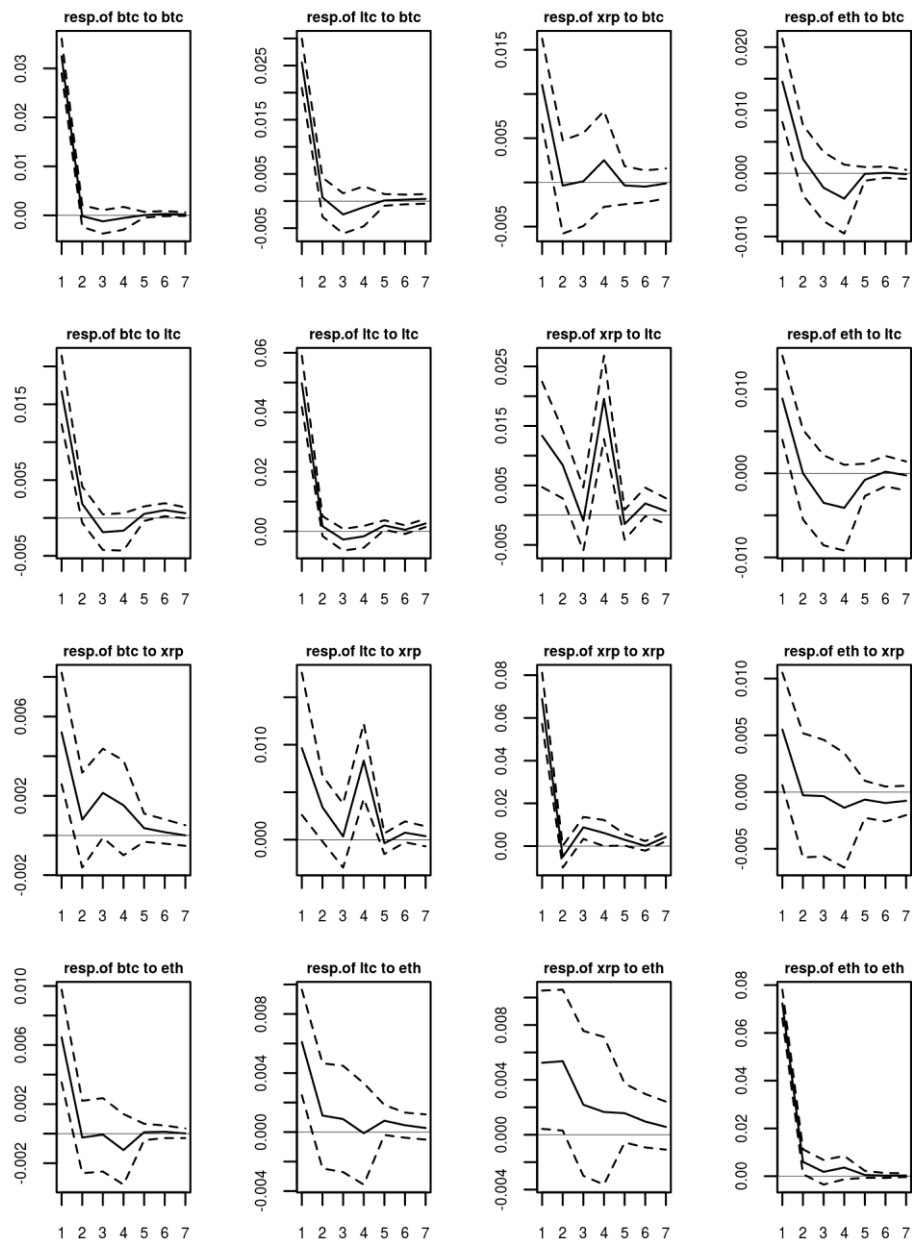 resp.of btc to btc
0.00 0.01 0.02 0.03
1 2 3 4 5 6 7
resp.of ltc to btc
-0.005 0.005 0.015 0.025
1 2 3 4 5 6 7
resp.of xrp to btc
-0.005 0.005 0.015
1 2 3 4 5 6 7
resp.of eth to btc
-0.010 0.000 0.010 0.020
1 2 3 4 5 6 7
resp.of btc to ltc
-0.005 0.005 0.015
1 2 3 4 5 6 7
resp.of ltc to ltc
0.00 0.02 0.04 0.06
1 2 3 4 5 6 7
resp.of xrp to ltc
-0.005 0.005 0.015 0.025
1 2 3 4 5 6 7
resp.of eth to ltc
-0.010 0.000 0.010
1 2 3 4 5 6 7
resp.of btc to xrp
-0.002 0.002 0.006
1 2 3 4 5 6 7
resp.of ltc to xrp
0.000 0.010
1 2 3 4 5 6 7
resp.of xrp to xrp
0.00 0.02 0.04 0.06 0.08
1 2 3 4 5 6 7
resp.of eth to xrp
-0.005 0.000 0.005 0.010
1 2 3 4 5 6 7
resp.of btc to eth
-0.002 0.002 0.006 0.010
1 2 3 4 5 6 7
resp.of ltc to eth
-0.004 0.000 0.004 0.008
1 2 3 4 5 6 7
resp.of xrp to eth
-0.004 0.000 0.004 0.008
1 2 3 4 5 6 7
resp.of eth to eth
0.00 0.02 0.04 0.06 0.08
1 2 3 4 5 6 7